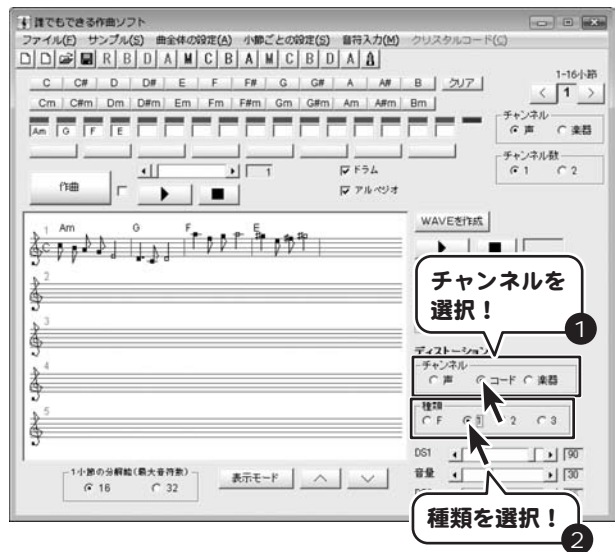 誰でもできる作曲ソフト
ファイル(F) サンプル(S) 曲全体の設定(A) 小節ごとの設定(S) 音符入力(M) クリスタルコード(C)
R B D A M C B A M C B D A
C C# D D# E F F# G G# A A# B クリア
1-16小節
< 1 >
Cm C#m Dm D#m Em Fm F#m Gm G#m Am A#m Bm
Am G F E
チャンネル
声 楽器
チャンネル数
1 2
作曲
1
ドラム
アルペジオ
WAVEを作成
1 Am G F E
2
3
4
5
チャンネルを
選択！
1
ディストーション
チャンネル
声 コード 楽器
種類
F 1 2 3
DS1 90
音量 30
種類を選択！
2
1小節の分解能(最大音符数)
16 32
表示モード